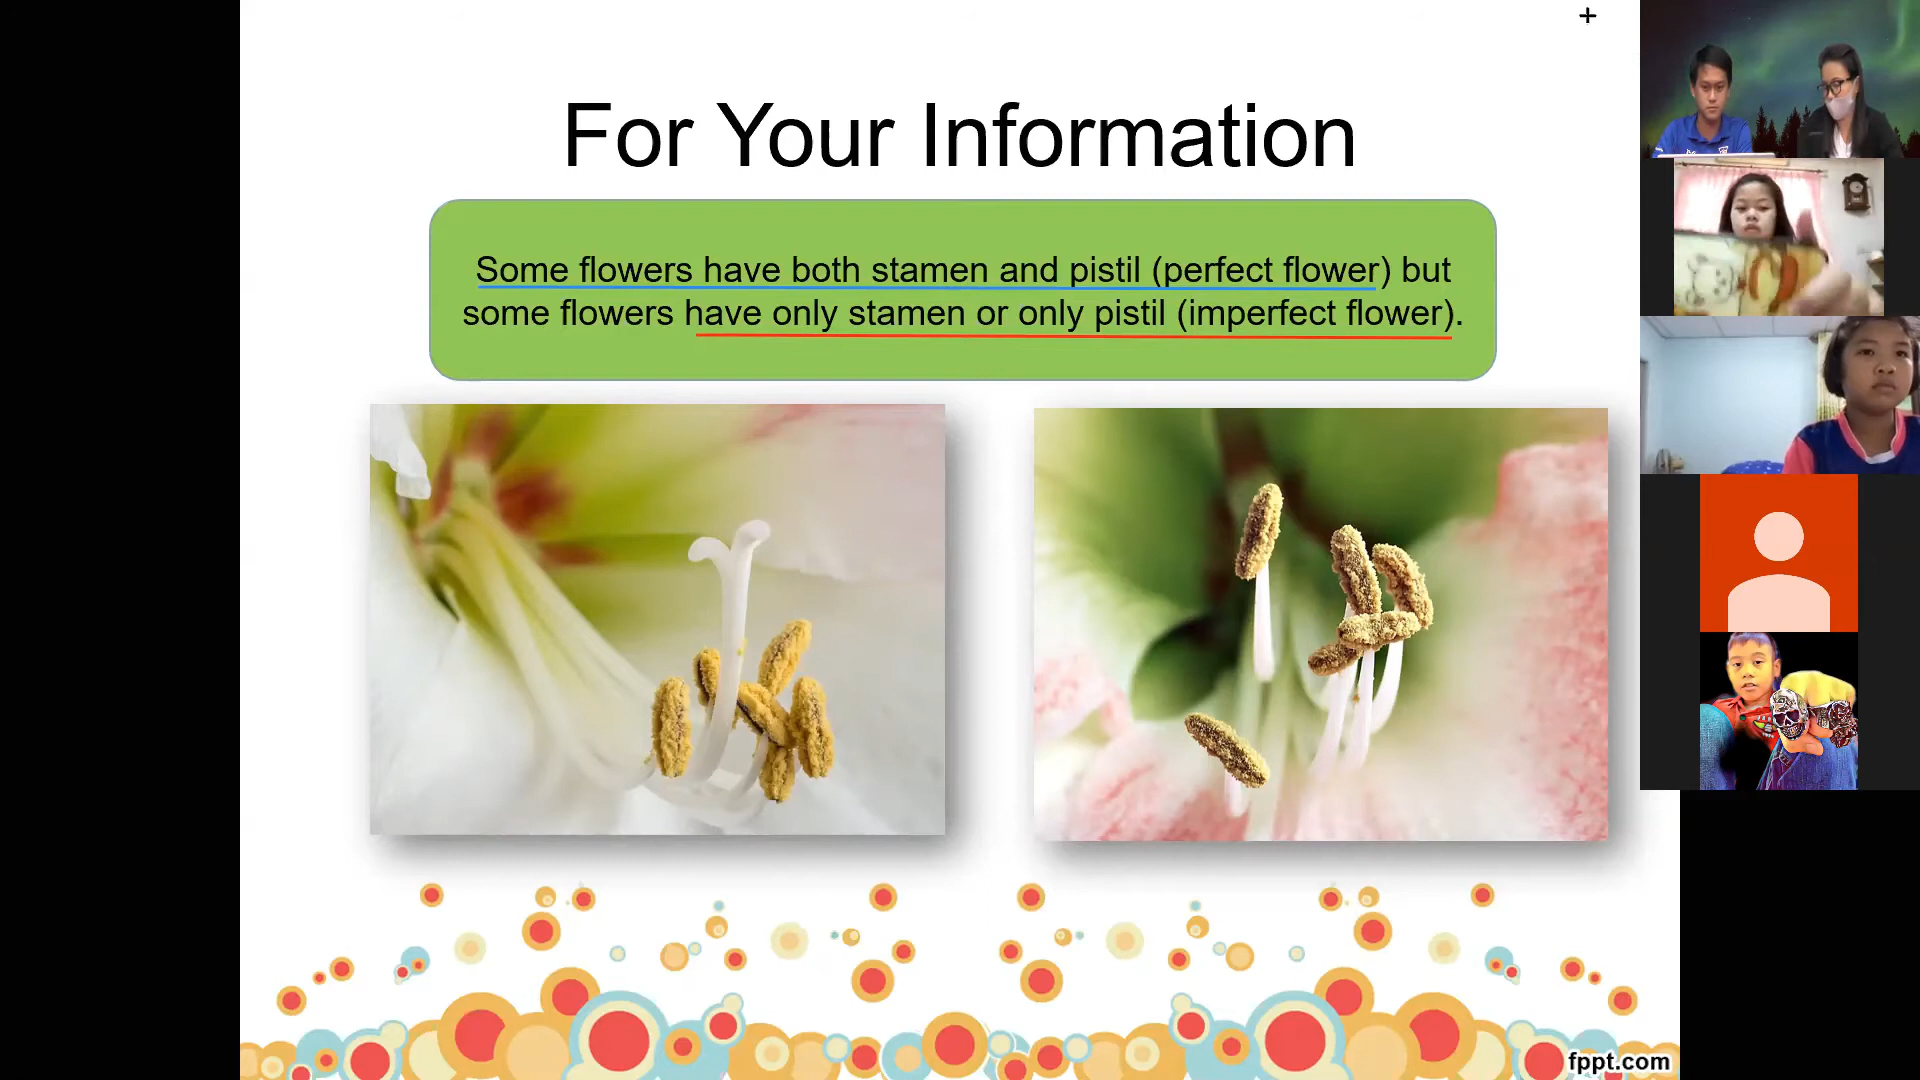 For Your Information
Some flowers have both stamen and pistil (perfect flower) but
some flowers have only stamen or only pistil (imperfect flower).
fppt.com